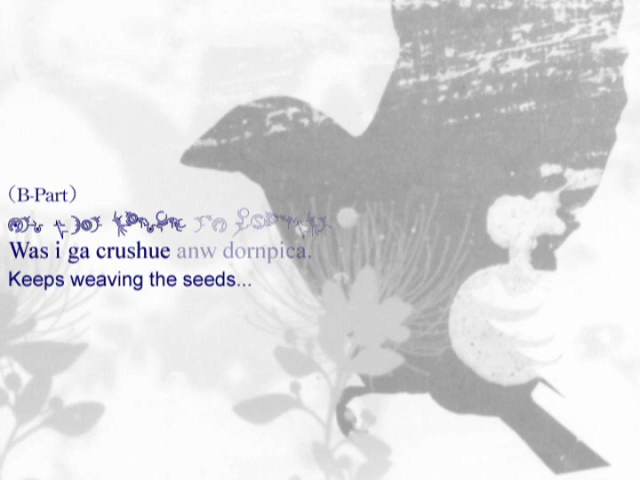 （B-Part）
Was i ga crushue anw dornpica.
Keeps weaving the seeds...